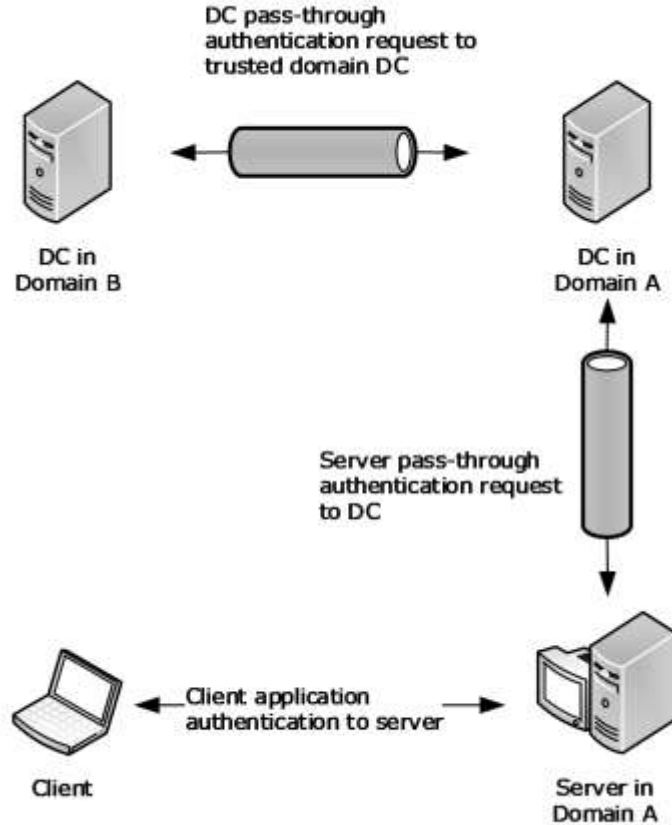 DC pass-through
authentication request to
trusted domain DC
DC in
Domain B
DC in
Domain A
Server pass-through
authentication request
to DC
Client application
authentication to server
Client
Server in
Domain A